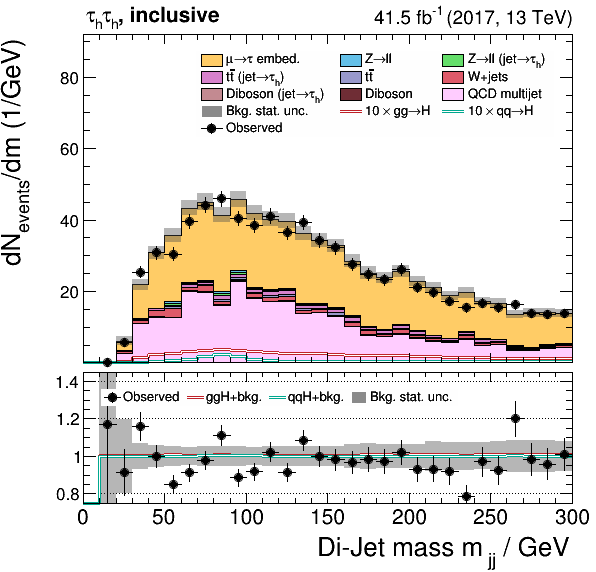 τhτh, inclusive 41.5 fb⁻¹ (2017, 13 TeV)
dNevents/dm (1/GeV)
80
60
40
20
μ→τ embed. Z→ll Z→ll (jet→τh)
tt̄ (jet→τh) tt̄ W+jets
Diboson (jet→τh) Diboson QCD multijet
Bkg. stat. unc. 10×gg→H 10×qq→H
Observed
1.4
1.2
1
0.8
Observed ggH+bkg. qqH+bkg. Bkg. stat. unc.
0 50 100 150 200 250 300
Di-Jet mass mjj / GeV